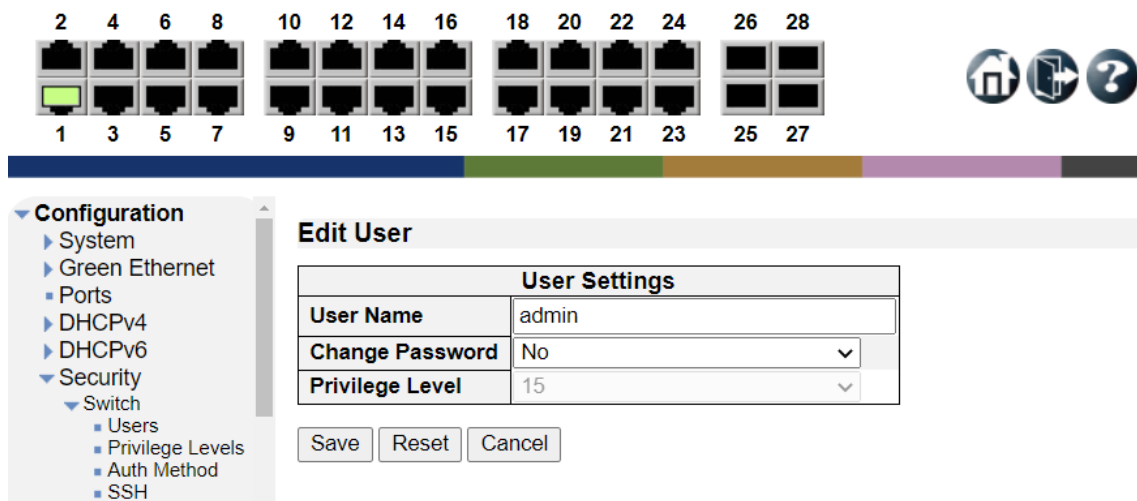 2 4 6 8 10 12 14 16 18 20 22 24 26 28
1 3 5 7 9 11 13 15 17 19 21 23 25 27
?
Configuration
System
Green Ethernet
Ports
DHCPv4
DHCPv6
Security
Switch
Users
Privilege Levels
Auth Method
SSH
Edit User
User Settings
User Name admin
Change Password No
Privilege Level 15
Save Reset Cancel